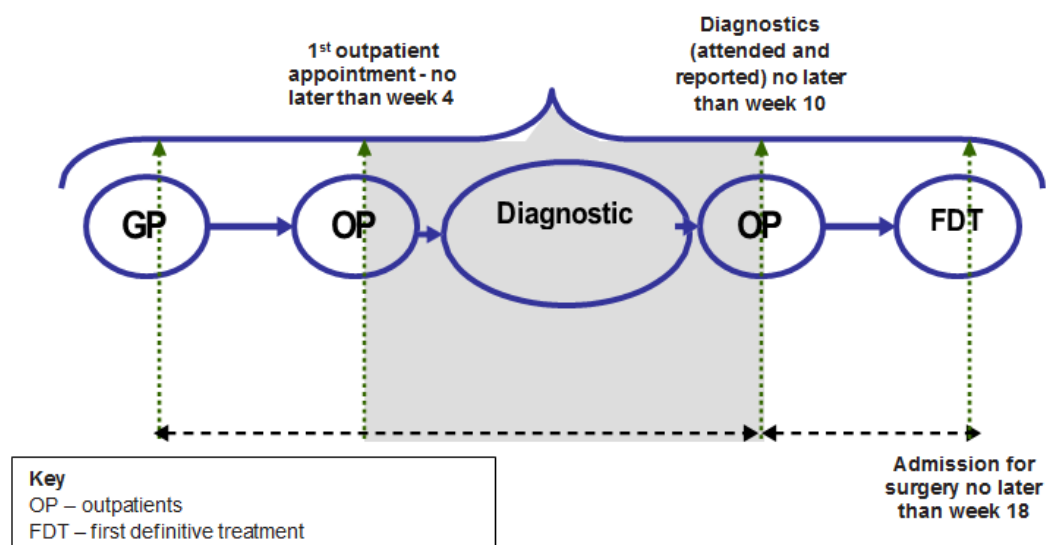 1st outpatient
appointment - no
later than week 4
Diagnostics
(attended and
reported) no later
than week 10
GP
OP
Diagnostic
OP
FDT
Admission for
surgery no later
than week 18
Key
OP – outpatients
FDT – first definitive treatment